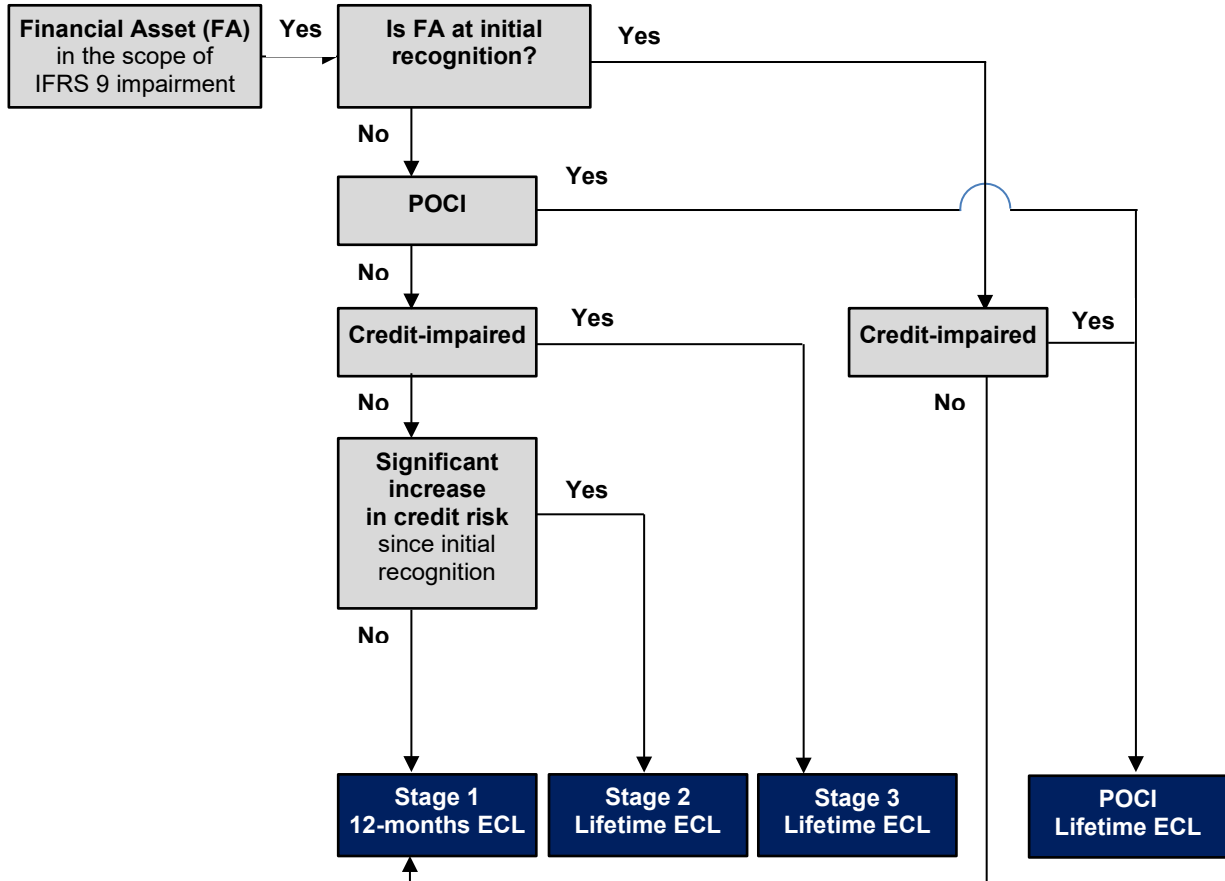 Financial Asset (FA)
in the scope of
IFRS 9 impairment
Yes
Is FA at initial
recognition?
Yes
No
POCI
Yes
No
Credit-impaired
Yes
Credit-impaired
Yes
No
No
Significant
increase
in credit risk
since initial
recognition
Yes
No
Stage 1
12-months ECL
Stage 2
Lifetime ECL
Stage 3
Lifetime ECL
POCI
Lifetime ECL